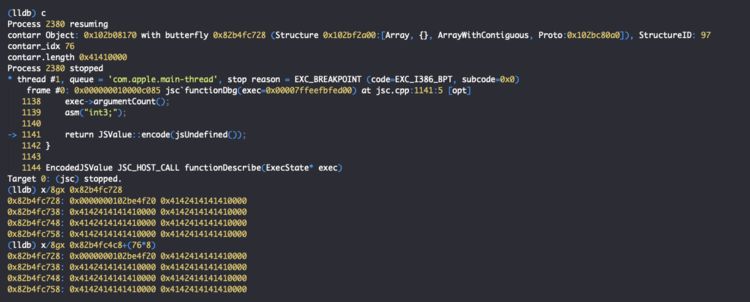 (lldb) c
Process 2380 resuming
contarr Object: 0x102b08170 with butterfly 0x82b4fc728 (Structure 0x102bf2a00:[Array, {}, ArrayWithContiguous, Proto:0x102bc80a0]), StructureID: 97
contarr_idx 76
contarr.length 0x41410000
Process 2380 stopped
* thread #1, queue = 'com.apple.main-thread', stop reason = EXC_BREAKPOINT (code=EXC_I386_BPT, subcode=0x0)
frame #0: 0x000000010000c085 jsc`functionDbg(exec=0x00007ffeefbfed00) at jsc.cpp:1141:5 [opt]
1138 exec->argumentCount();
1139 asm("int3;");
1140
-> 1141 return JSValue::encode(jsUndefined());
1142 }
1143
1144 EncodedJSValue JSC_HOST_CALL functionDescribe(ExecState* exec)
Target 0: (jsc) stopped.
(lldb) x/8gx 0x82b4fc728
0x82b4fc728: 0x0000000102be4f20 0x4142414141410000
0x82b4fc738: 0x4142414141410000 0x4142414141410000
0x82b4fc748: 0x4142414141410000 0x4142414141410000
0x82b4fc758: 0x4142414141410000 0x4142414141410000
(lldb) x/8gx 0x82b4fc4c8+(76*8)
0x82b4fc728: 0x0000000102be4f20 0x4142414141410000
0x82b4fc738: 0x4142414141410000 0x4142414141410000
0x82b4fc748: 0x4142414141410000 0x4142414141410000
0x82b4fc758: 0x4142414141410000 0x4142414141410000